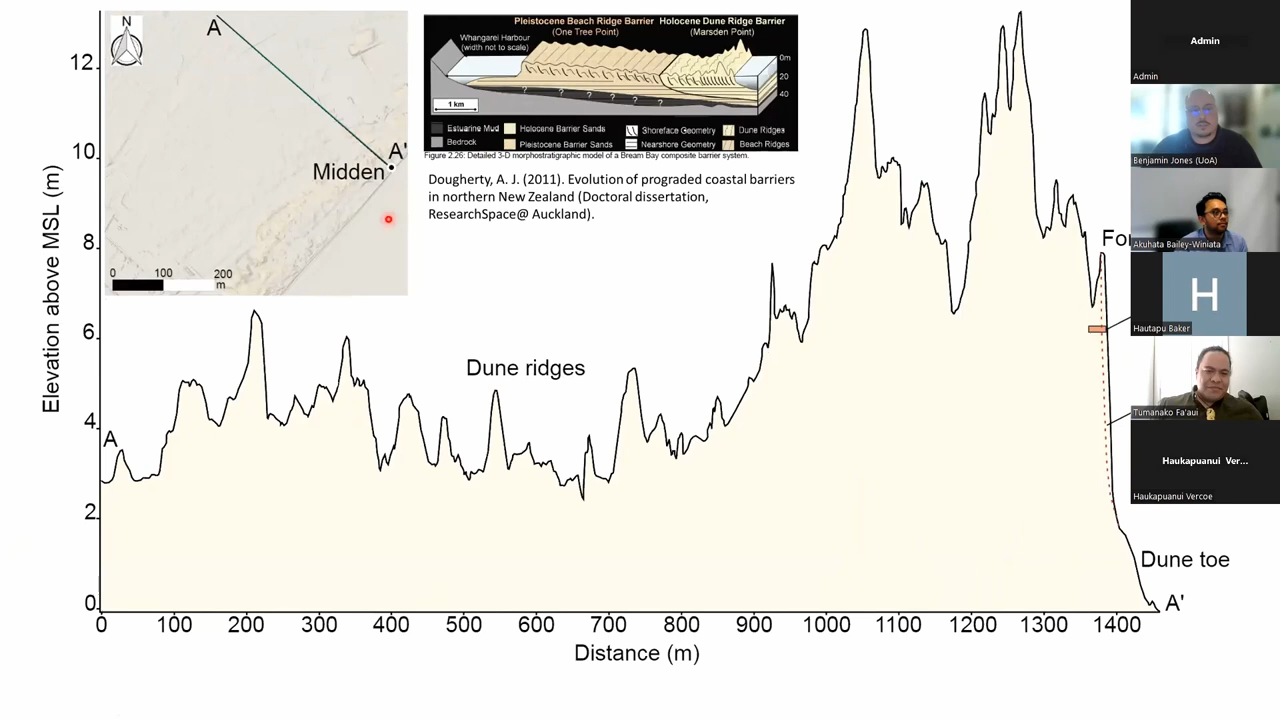 N
A
A'
Midden
0 100 200
m
Pleistocene Beach Ridge Barrier Holocene Dune Ridge Barrier
(One Tree Point) (Marsden Point)
Whangarei Harbour
(width not to scale)
0m
20
40
? ? ? ? ?
1 km
Estuarine Mud Holocene Barrier Sands Shoreface Geometry Dune Ridges
Bedrock Pleistocene Barrier Sands Nearshore Geometry Beach Ridges
Figure 2.26: Detailed 3-D morphostratigraphic model of a Bream Bay composite barrier system.
Dougherty, A. J. (2011). Evolution of prograded coastal barriers
in northern New Zealand (Doctoral dissertation,
ResearchSpace@ Auckland).
Elevation above MSL (m)
12
10
8
6
4
2
0
A
Dune ridges
For
Dune toe
A'
0 100 200 300 400 500 600 700 800 900 1000 1100 1200 1300 1400
Distance (m)
Admin
Admin
Benjamin Jones (UoA)
Akuhata Bailey-Winiata
H
Hautapu Baker
Tumanako Fa'aui
Haukapuanui Ver...
Haukapuanui Vercoe